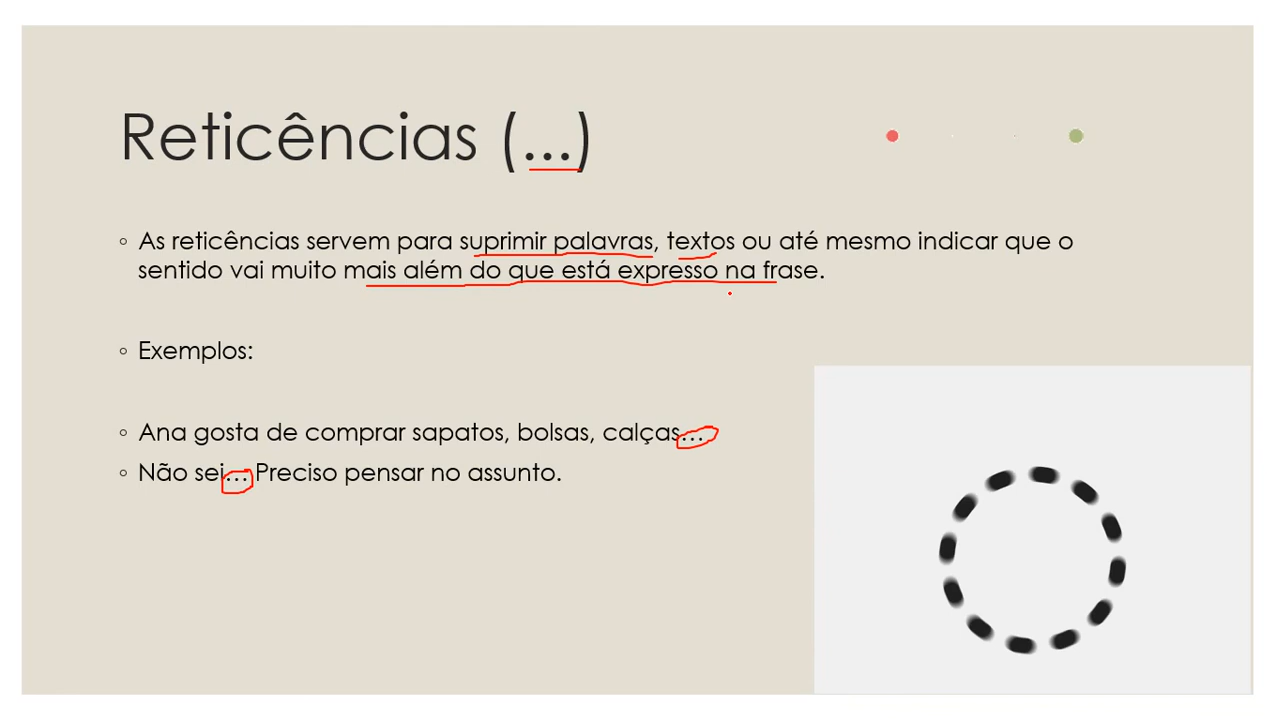 Reticências (...)
◦ As reticências servem para suprimir palavras, textos ou até mesmo indicar que o
sentido vai muito mais além do que está expresso na frase.
◦ Exemplos:
◦ Ana gosta de comprar sapatos, bolsas, calças...
◦ Não sei... Preciso pensar no assunto.